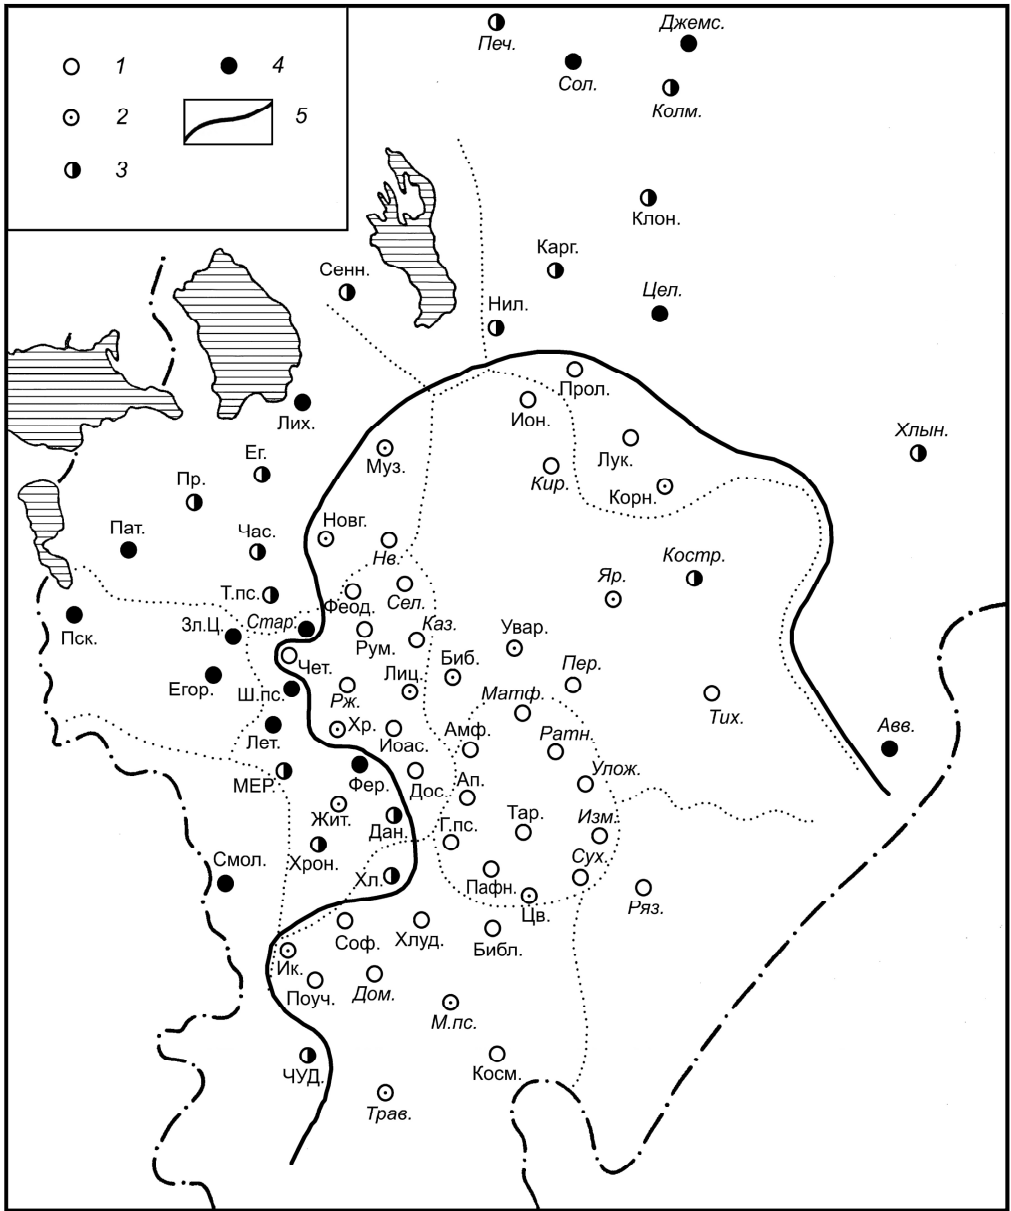 1
4
2
5
3
Печ.
Джемс.
Сол.
Колм.
Клон.
Карг.
Сенн.
Цел.
Нил.
Прол.
Ион.
Лих.
Хлын.
Муз.
Лук.
Ег.
Кир.
Корн.
Пр.
Новг.
Пат.
Час.
Нв.
Костр.
Яр.
Т.пс.
Феод.
Сел.
Стар.
Пск.
Зл.Ц.
Каз.
Увар.
Рум.
Чет.
Биб.
Пер.
Лиц.
Егор.
Ш.пс.
Рж.
Матф.
Тих.
Хр.
Амф.
Ратн.
Авв.
Лет.
Иоас.
Улож.
МЕР.
Фер.
Дос.
Ап.
Жит.
Дан.
Г.пс.
Тар.
Изм.
Смол.
Хрон.
Сух.
Хл.
Пафн.
Цв.
Ряз.
Соф.
Хлуд.
Библ.
Ик.
Поуч.
Дом.
М.пс.
ЧУД.
Косм.
Трав.